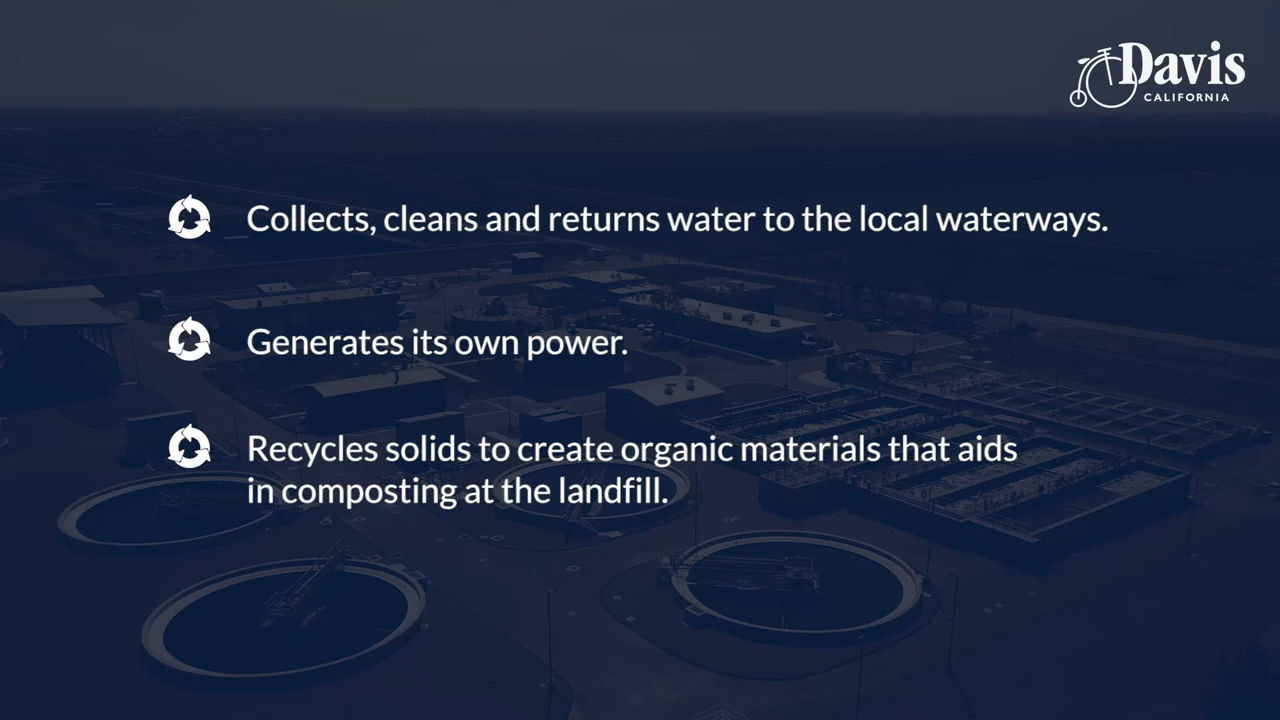 Davis
CALIFORNIA
Collects, cleans and returns water to the local waterways.
Generates its own power.
Recycles solids to create organic materials that aids
in composting at the landfill.